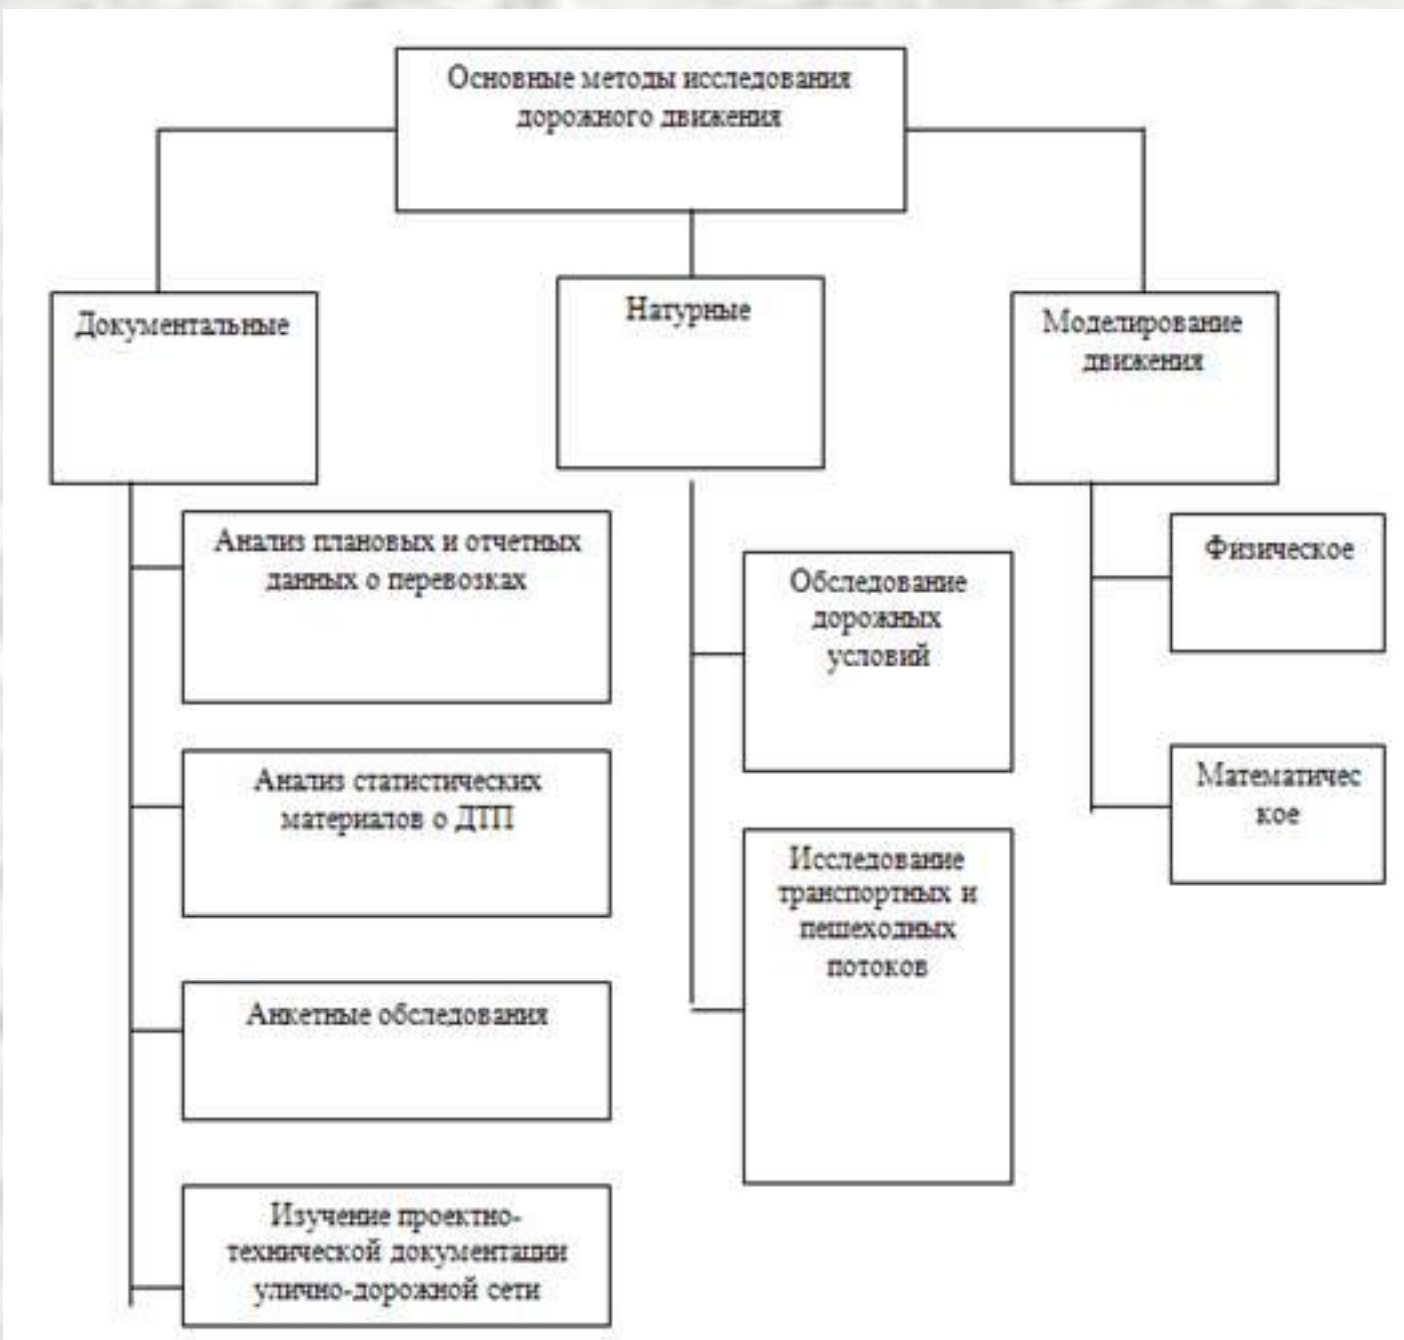 Основные методы исследования
дорожного движения
Документальные
Натурные
Моделирование
движения
Анализ плановых и отчетных
данных о перевозках
Анализ статистических
материалов о ДТП
Анкетные обследования
Изучение проектно-
технической документации
улично-дорожной сети
Обследование
дорожных
условий
Исследование
транспортных и
пешеходных
потоков
Физическое
Математичес
кое